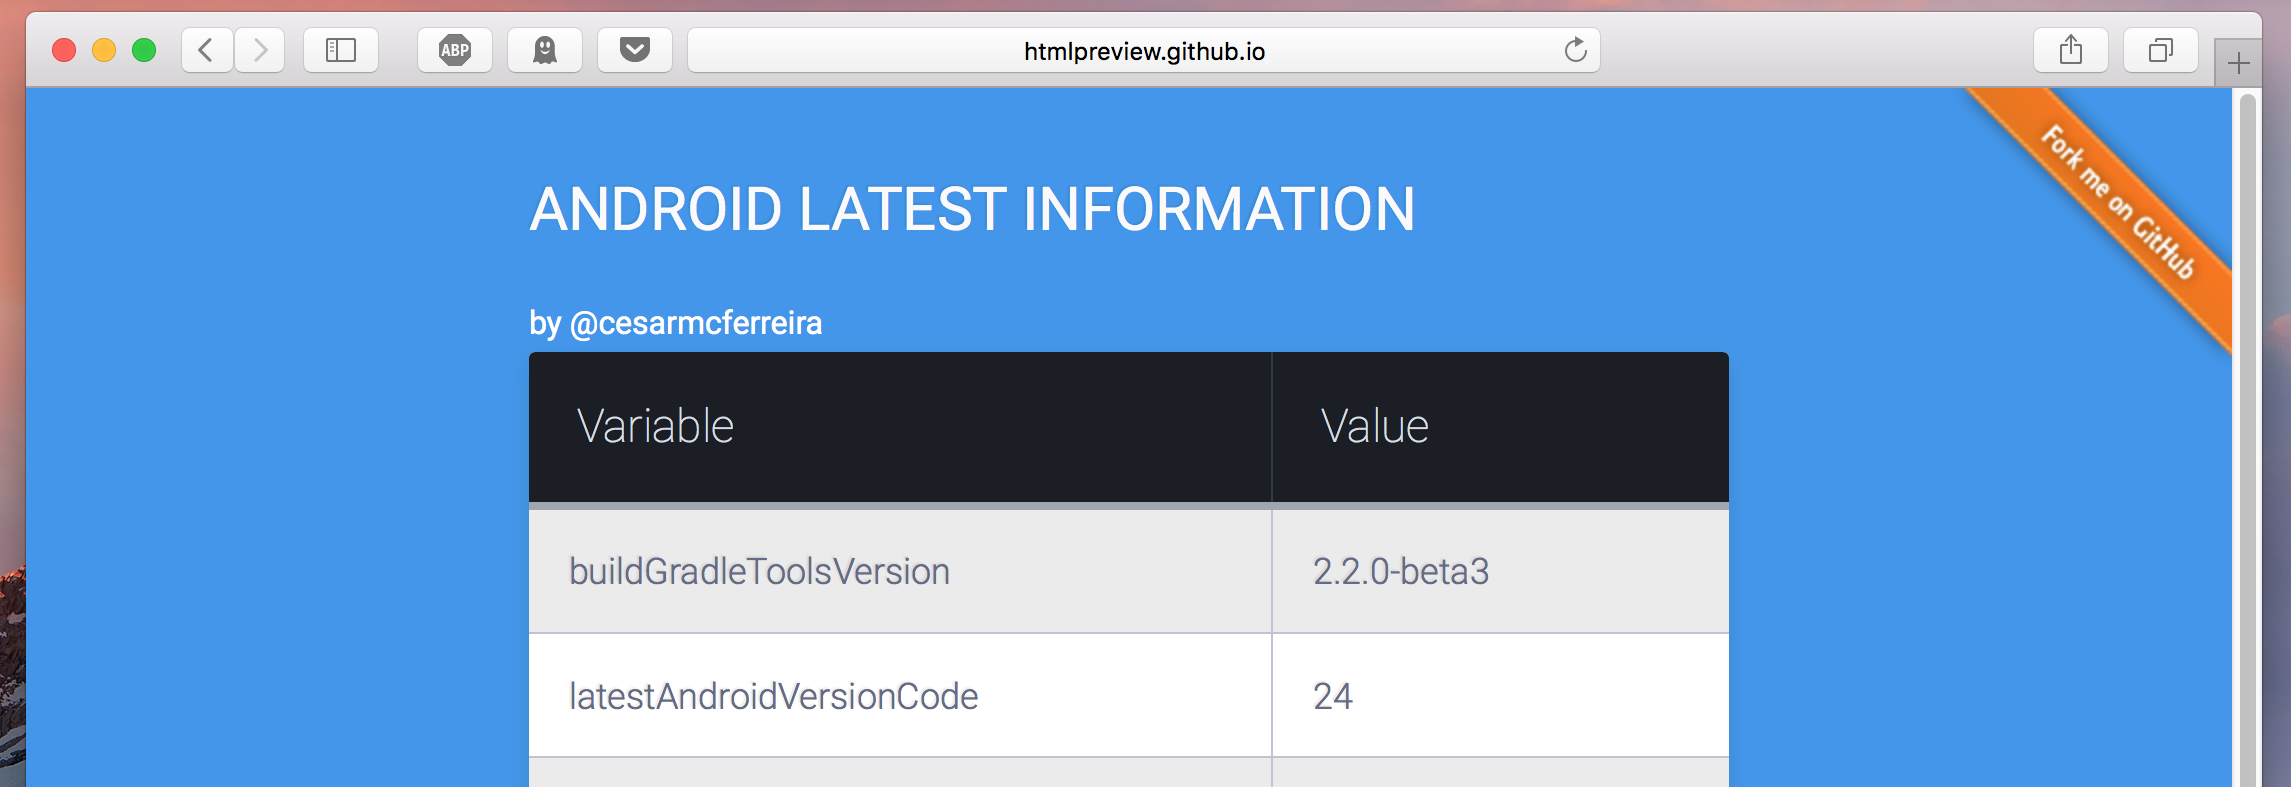 ABP
htmlpreview.github.io
Fork me on GitHub
ANDROID LATEST INFORMATION
by @cesarmcferreira
Variable Value
buildGradleToolsVersion 2.2.0-beta3
latestAndroidVersionCode 24